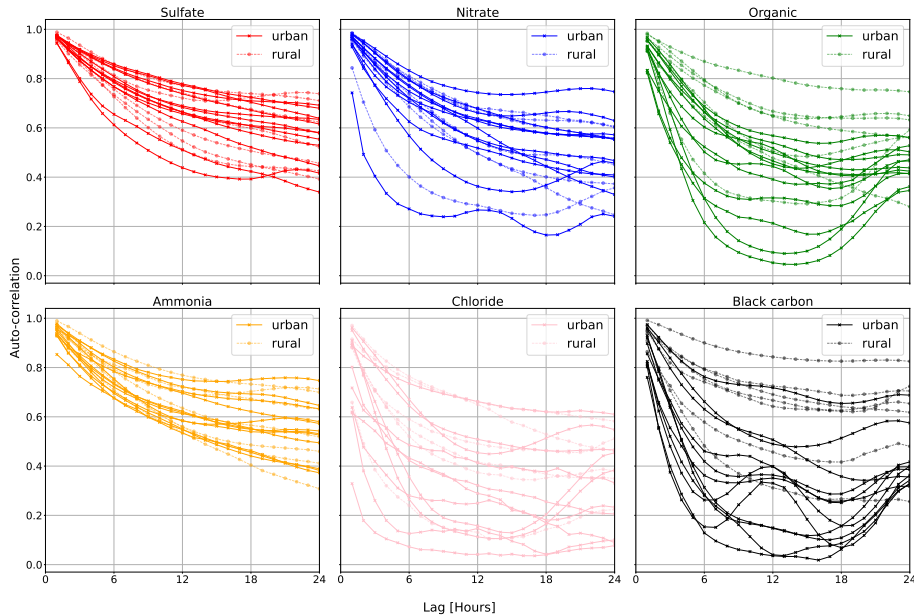 Sulfate
Nitrate
Organic
urban
rural
urban
rural
urban
rural
1.0
0.8
0.6
0.4
0.2
0.0
Auto-correlation
Ammonia
Chloride
Black carbon
urban
rural
urban
rural
urban
rural
1.0
0.8
0.6
0.4
0.2
0.0
0 6 12 18 24
0 6 12 18 24
0 6 12 18 24
Lag [Hours]